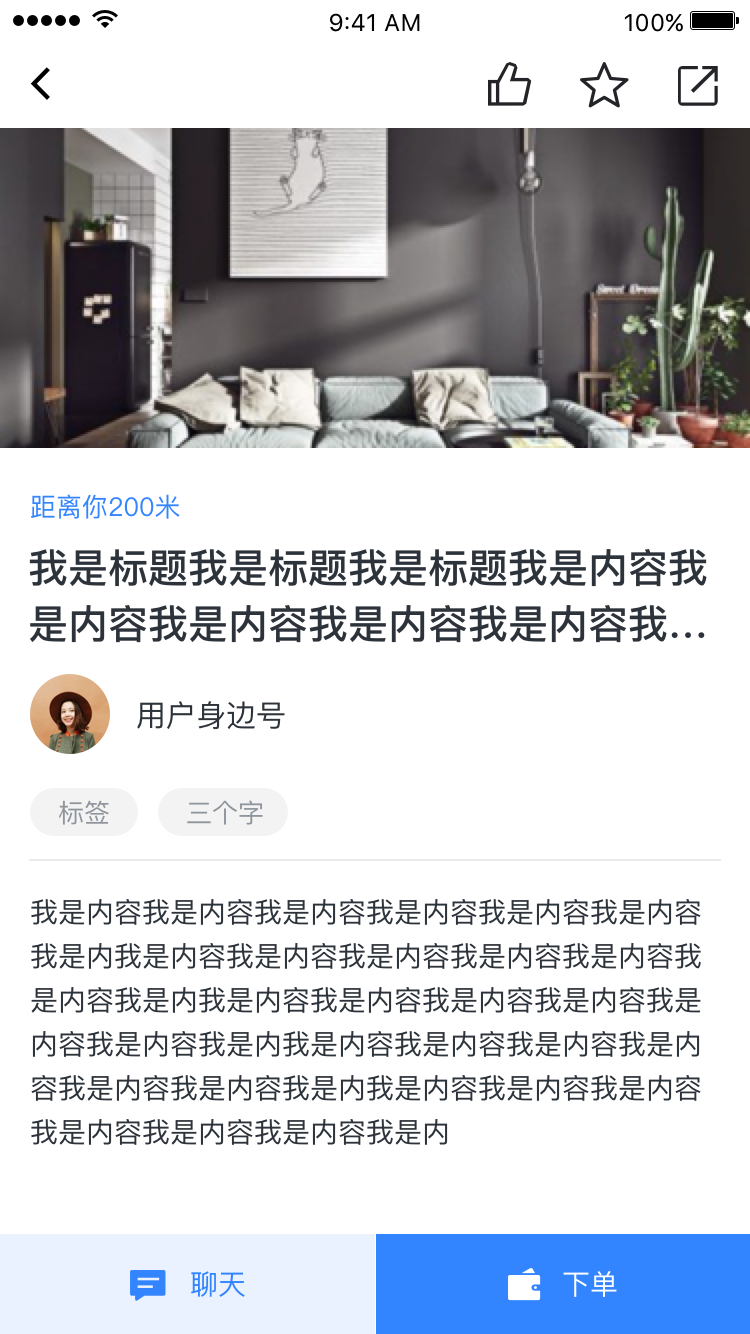 9:41 AM
100%
距离你200米
我是标题我是标题我是标题我是内容我
是内容我是内容我是内容我是内容我...
用户身边号
标签
三个字
我是内容我是内容我是内容我是内容我是内容我是内容
我是内我是内容我是内容我是内容我是内容我是内容我
是内容我是内我是内容我是内容我是内容我是内容我是
内容我是内容我是内我是内容我是内容我是内容我是内
容我是内容我是内容我是内我是内容我是内容我是内容
我是内容我是内容我是内容我是内
聊天
下单